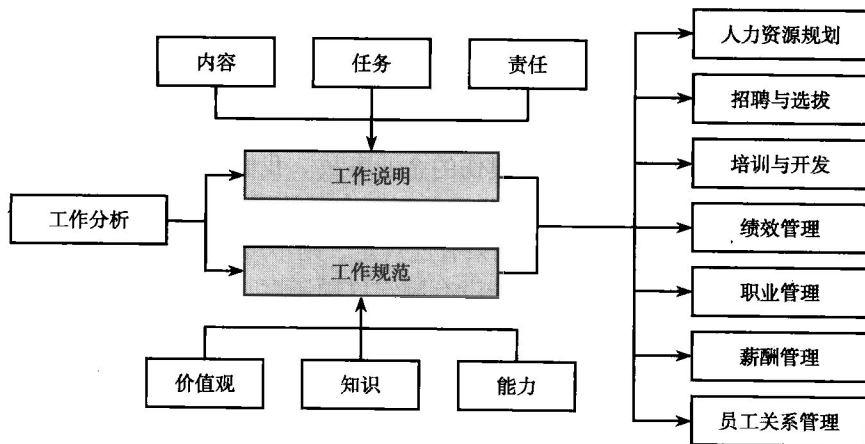 人力资源规划
内容
任务
责任
招聘与选拔
工作说明
培训与开发
工作分析
绩效管理
工作规范
职业管理
价值观
知识
能力
薪酬管理
员工关系管理